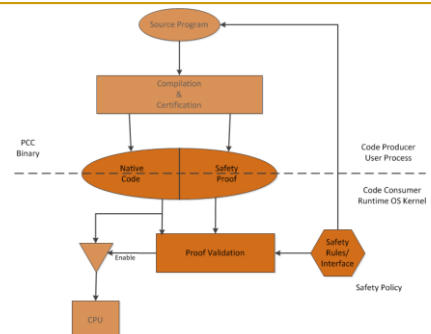 Source Program
Compilation
&
Certification
PCC
Binary
Code Producer
User Process
Native
Code
Safety
Proof
Code Consumer
Runtime OS Kernel
Enable
Proof Validation
Safety
Rules/
Interface
Safety Policy
CPU